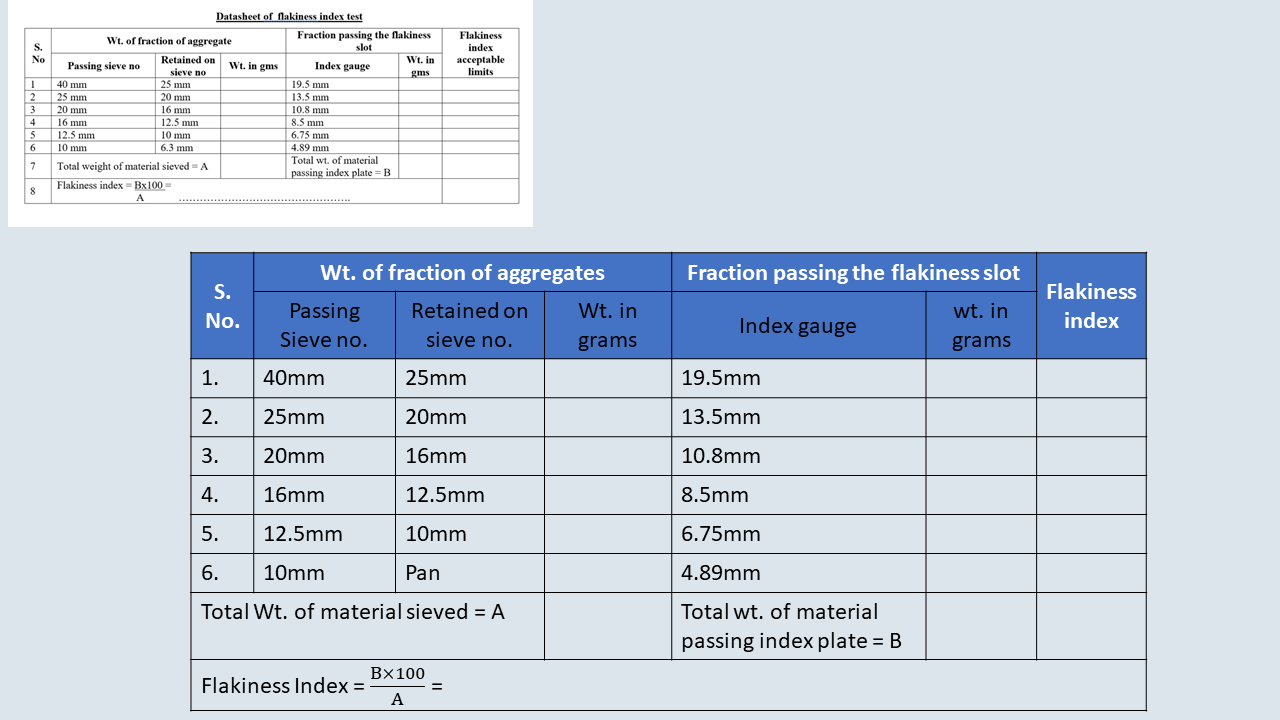 Datasheet of flakiness index test
S. No | Wt. of fraction of aggregate | Fraction passing the flakiness slot | Flakiness index acceptable limits
Passing sieve no | Retained on sieve no | Wt. in gms | Index gauge | Wt. in gms
1 | 40 mm | 25 mm | | 19.5 mm
2 | 25 mm | 20 mm | | 13.5 mm
3 | 20 mm | 16 mm | | 10.8 mm
4 | 16 mm | 12.5 mm | | 8.5 mm
5 | 12.5 mm | 10 mm | | 6.75 mm
6 | 10 mm | 6.3 mm | | 4.89 mm
7 | Total weight of material sieved = A | | Total wt. of material passing index plate = B
8 | Flakiness index = Bx100 =
A ……………………………………….
S. No. | Wt. of fraction of aggregates | Fraction passing the flakiness slot | Flakiness index
Passing Sieve no. | Retained on sieve no. | Wt. in grams | Index gauge | wt. in grams
1. | 40mm | 25mm | | 19.5mm
2. | 25mm | 20mm | | 13.5mm
3. | 20mm | 16mm | | 10.8mm
4. | 16mm | 12.5mm | | 8.5mm
5. | 12.5mm | 10mm | | 6.75mm
6. | 10mm | Pan | | 4.89mm
Total Wt. of material sieved = A | | Total wt. of material passing index plate = B
Flakiness Index = B×100 =
A